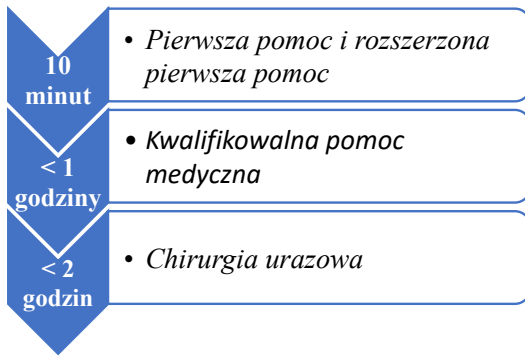 10
minut
• Pierwsza pomoc i rozszerzona
pierwsza pomoc
< 1
godziny
• Kwalifikowalna pomoc
medyczna
< 2
godzin
• Chirurgia urazowa